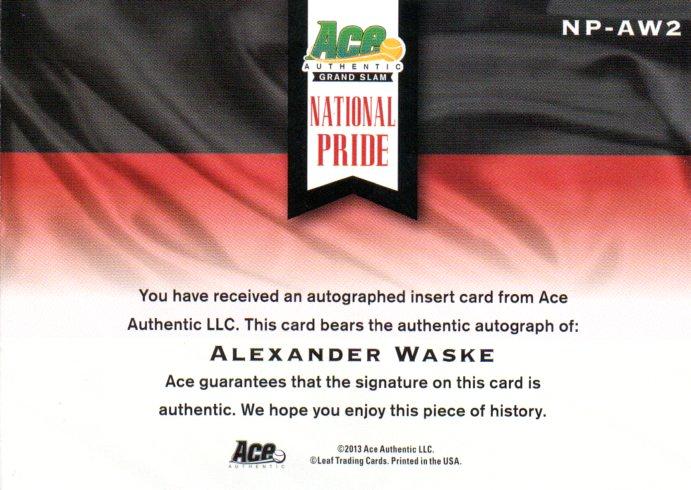 NP-AW2
Ace
AUTHENTIC
GRAND SLAM
NATIONAL
PRIDE
You have received an autographed insert card from Ace
Authentic LLC. This card bears the authentic autograph of:
ALEXANDER WASKE
Ace guarantees that the signature on this card is
authentic. We hope you enjoy this piece of history.
Ace
AUTHENTIC
©2013 Ace Authentic LLC.
©Leaf Trading Cards. Printed in the USA.